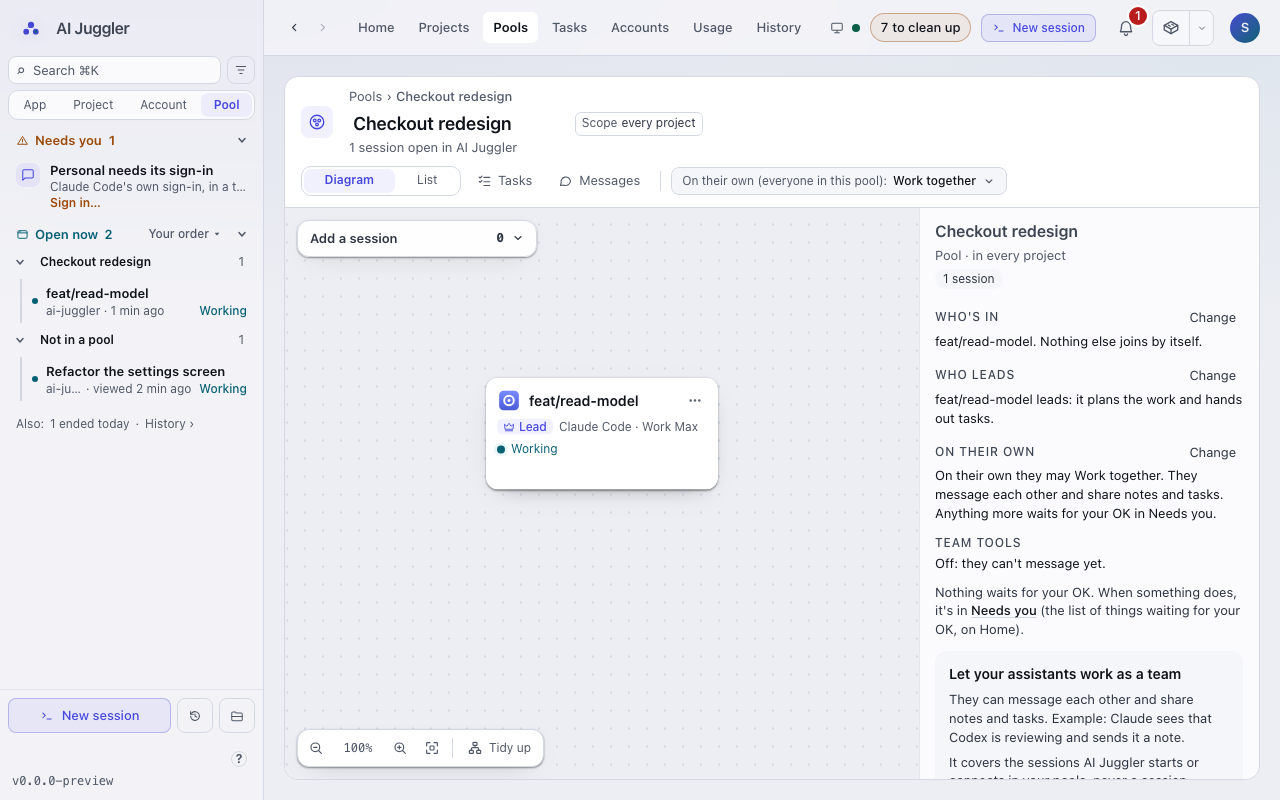 AI Juggler
Search ⌘K
App Project Account Pool
Needs you 1
Personal needs its sign-in
Claude Code's own sign-in, in a t...
Sign in...
Open now 2 Your order
Checkout redesign 1
feat/read-model
ai-juggler · 1 min ago Working
Not in a pool 1
Refactor the settings screen
ai-ju... · viewed 2 min ago Working
Also: 1 ended today · History ›
New session
?
v0.0.0-preview
Home Projects Pools Tasks Accounts Usage History 7 to clean up New session 1 S
Pools › Checkout redesign
Checkout redesign Scope every project
1 session open in AI Juggler
Diagram List Tasks Messages On their own (everyone in this pool): Work together
Add a session 0
feat/read-model
Lead Claude Code · Work Max
Working
100% Tidy up
Checkout redesign
Pool · in every project
1 session
WHO'S IN Change
feat/read-model. Nothing else joins by itself.
WHO LEADS Change
feat/read-model leads: it plans the work and hands
out tasks.
ON THEIR OWN Change
On their own they may Work together. They
message each other and share notes and tasks.
Anything more waits for your OK in Needs you.
TEAM TOOLS
Off: they can't message yet.
Nothing waits for your OK. When something does,
it's in Needs you (the list of things waiting for your
OK, on Home).
Let your assistants work as a team
They can message each other and share
notes and tasks. Example: Claude sees that
Codex is reviewing and sends it a note.
It covers the sessions AI Juggler starts or